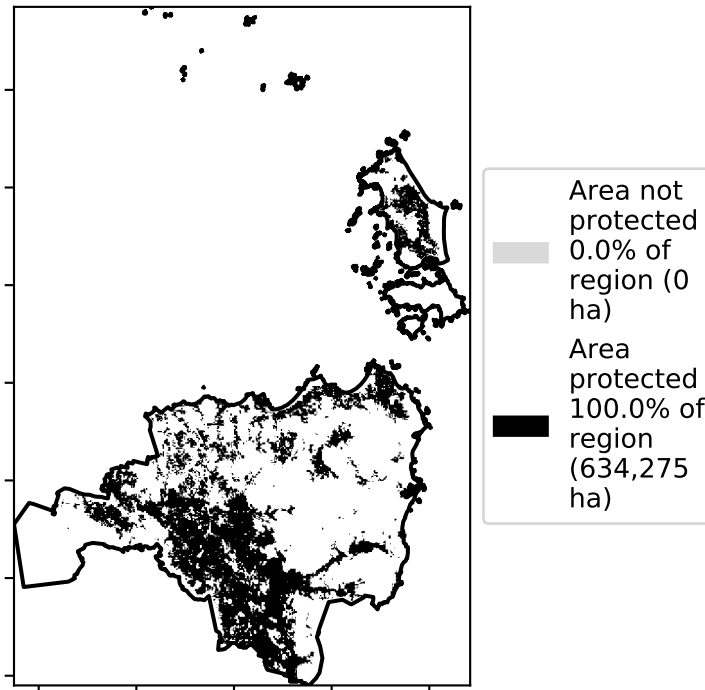 Area not
protected
0.0% of
region (0
ha)
Area
protected
100.0% of
region
(634,275
ha)